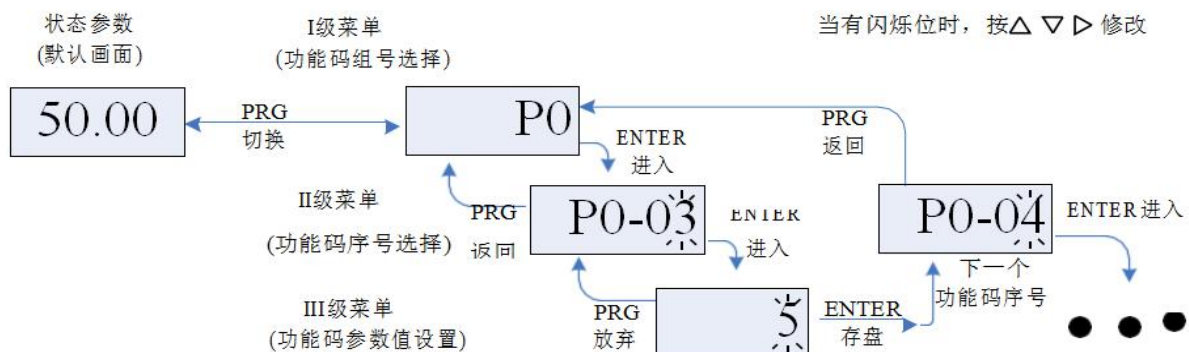 状态参数
(默认画面)
I级菜单
(功能码组号选择)
当有闪烁位时，按△ ▽ ▷ 修改
50.00
PRG
切换
P0
ENTER
进入
PRG
返回
II级菜单
(功能码序号选择)
PRG
返回
P0-03
ENTER
进入
P0-04
ENTER进入
下一个
功能码序号
III级菜单
(功能码参数值设置)
PRG
放弃
5
ENTER
存盘